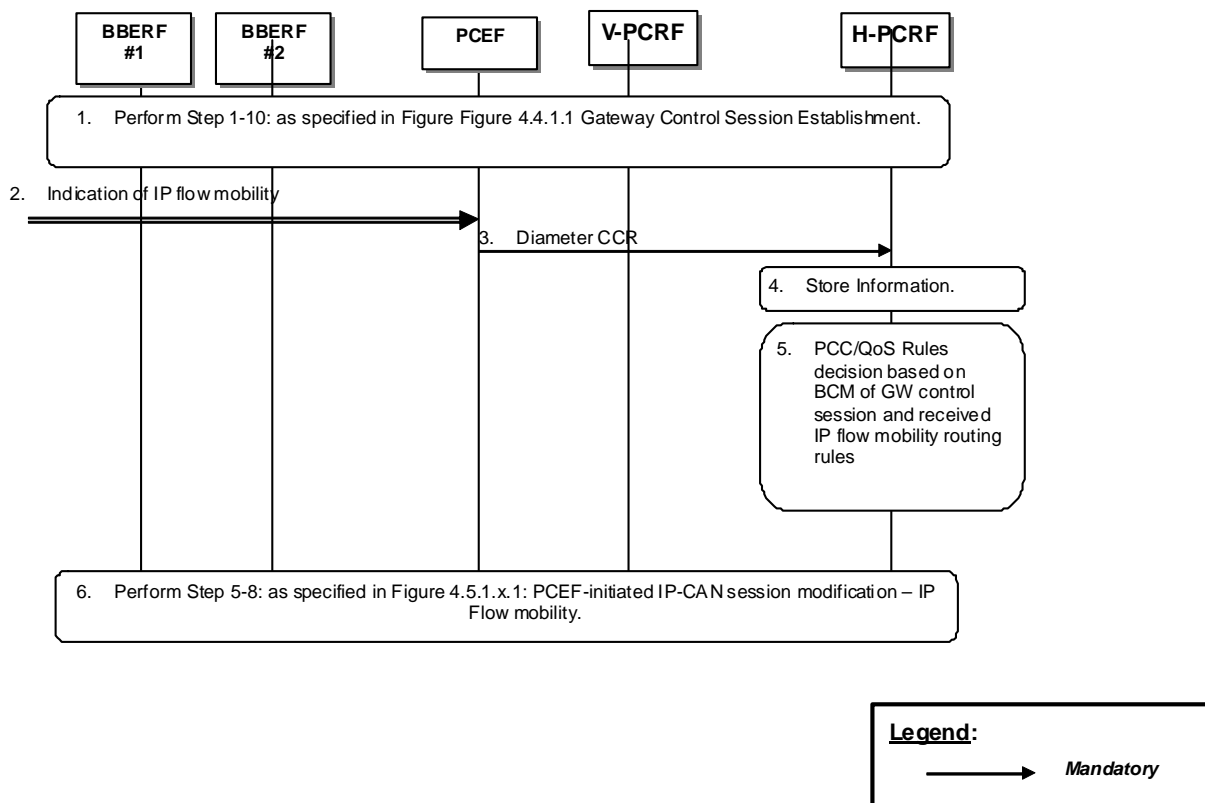 BBERF
#1
BBERF
#2
PCEF
V-PCRF
H-PCRF
1. Perform Step 1-10: as specified in Figure Figure 4.4.1.1 Gateway Control Session Establishment.
2. Indication of IP flow mobility
3. Diameter CCR
4. Store Information.
5. PCC/QoS Rules
decision based on
BCM of GW control
session and received
IP flow mobility routing
rules
6. Perform Step 5-8: as specified in Figure 4.5.1.x.1: PCEF-initiated IP-CAN session modification – IP
Flow mobility.
Legend:
Mandatory